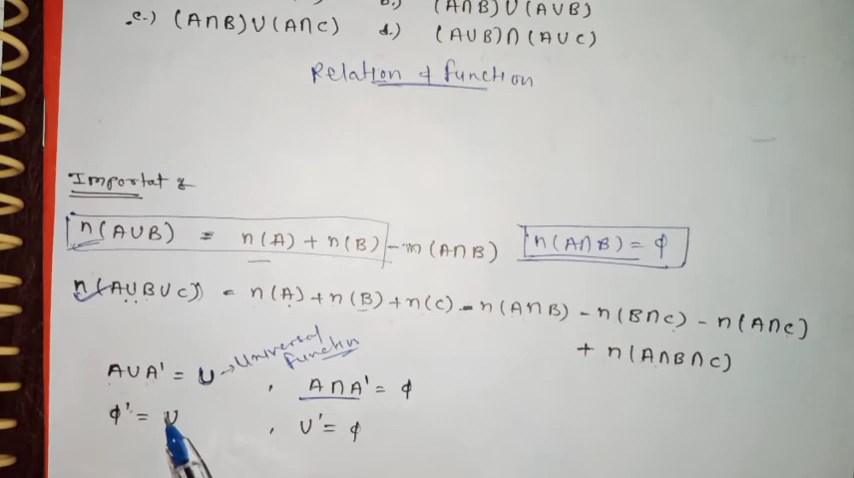 b.) (A∩B)∪(A∪B)
c.) (A∩B)∪(A∩C) d.) (A∪B)∩(A∪C)
Relation & function
Importat &
n(A∪B) = n(A) + n(B) - n(A∩B) n(A∩B) = ϕ
n(A∪B∪C) = n(A) + n(B) + n(C) - n(A∩B) - n(B∩C) - n(A∩C)
+ n(A∩B∩C)
A∪A' = U → Universal function , A∩A' = ϕ
ϕ' = U , U' = ϕ